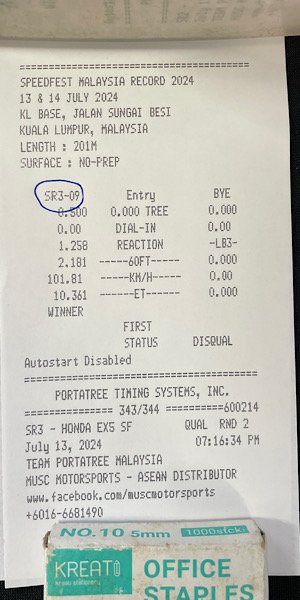 ========================================
SPEEDFEST MALAYSIA RECORD 2024
13 & 14 JULY 2024
KL BASE, JALAN SUNGAI BESI
KUALA LUMPUR, MALAYSIA
LENGTH : 201M
SURFACE : NO-PREP
SR3-09 Entry BYE
0.500 0.000 TREE 0.000
0.00 DIAL-IN 0.00
1.258 REACTION -LB3-
2.181 ------60FT----- 0.000
101.81 -----KM/H----- 0.00
10.361 ------ET------ 0.000
WINNER
FIRST
STATUS DISQUAL
Autostart Disabled
========================================
PORTATREE TIMING SYSTEMS, INC.
=============== 343/344 ==========600214
SR3 - HONDA EX5 SF QUAL RND 2
July 13, 2024 07:16:34 PM
TEAM PORTATREE MALAYSIA
MUSC MOTORSPORTS - ASEAN DISTRIBUTOR
www.facebook.com/muscmotorsports
+6016-6681490
NO.10 5mm 1000stick
KREATO
kreato stationery
OFFICE
STAPLES